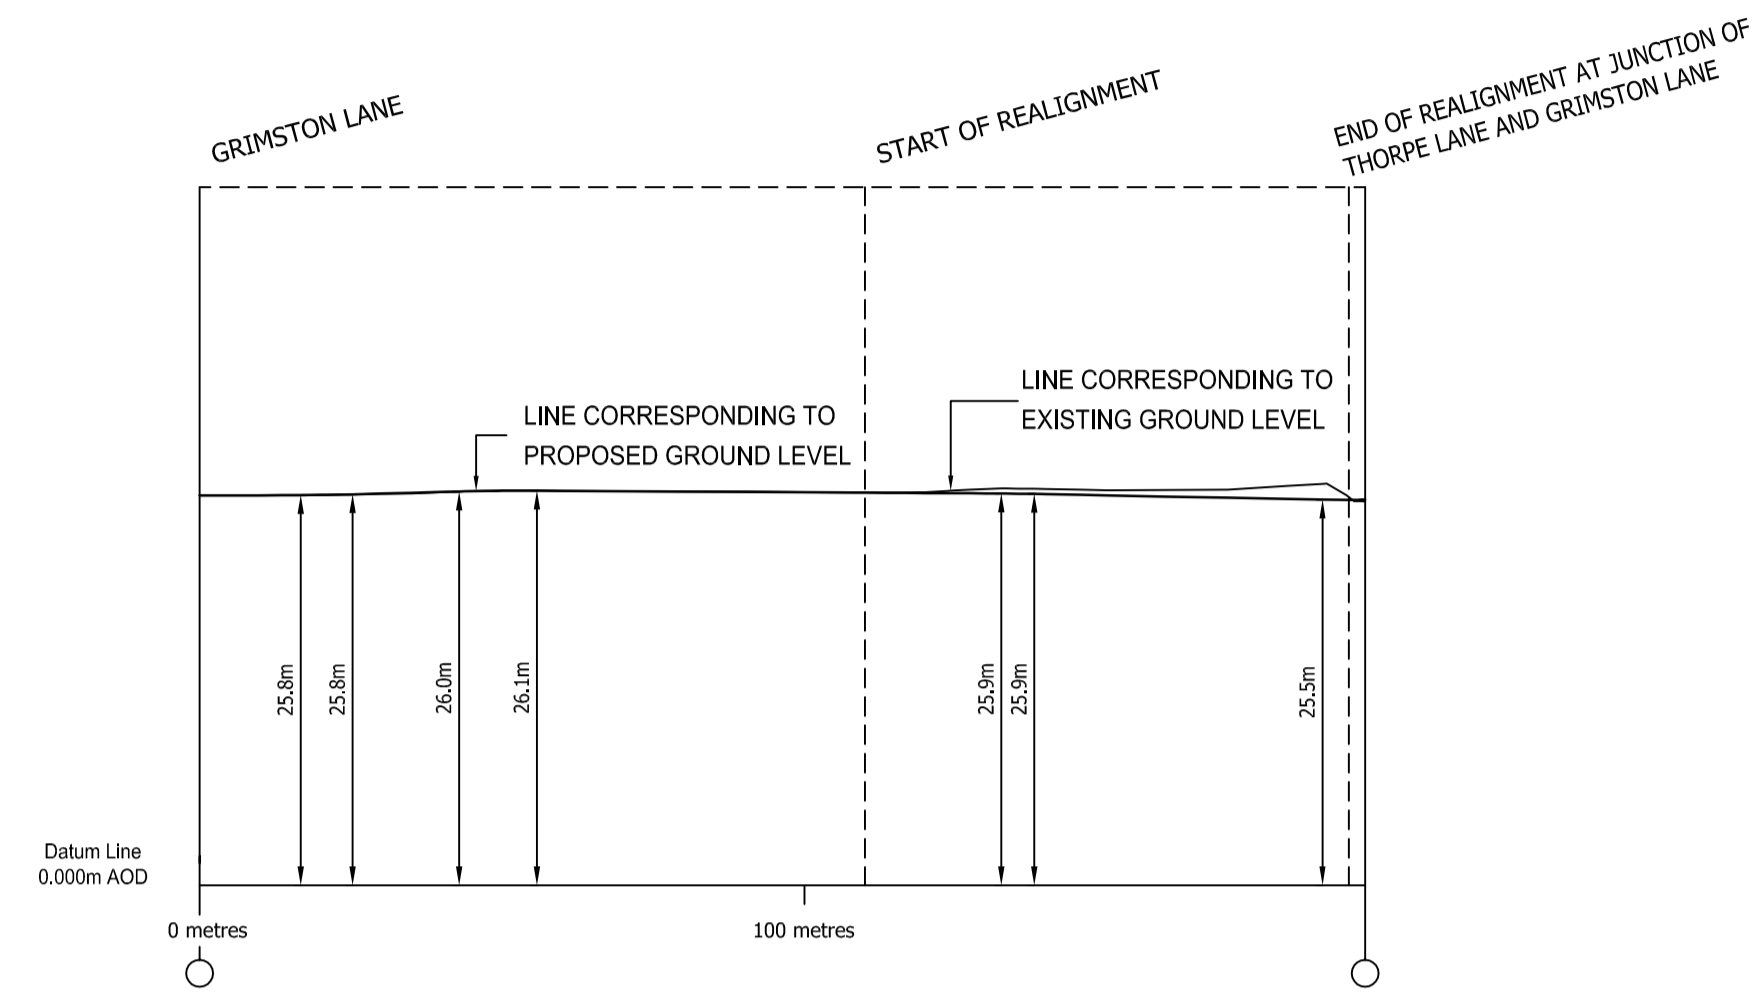 GRIMSTON LANE
START OF REALIGNMENT
END OF REALIGNMENT AT JUNCTION OF
THORPE LANE AND GRIMSTON LANE
LINE CORRESPONDING TO
PROPOSED GROUND LEVEL
LINE CORRESPONDING TO
EXISTING GROUND LEVEL
25.8m
25.8m
26.0m
26.1m
25.9m
25.9m
25.5m
Datum Line
0.000m AOD
0 metres
100 metres